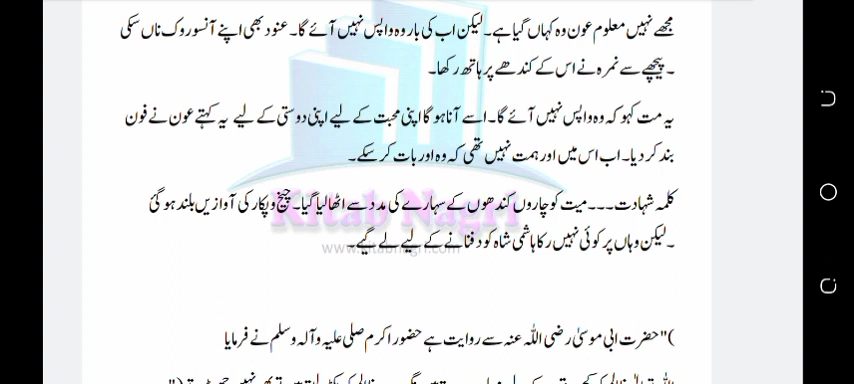 مجھے نہیں معلوم عون وہ کہاں گیا ہے۔ لیکن اب کی بار وہ واپس نہیں آئے گا۔ عنود بھی اپنے آنسو روک ناں سکی
۔ پیچھے سے نمرہ نے اس کے کندھے پر ہاتھ رکھا۔
یہ مت کہو کہ وہ واپس نہیں آئے گا۔ اسے آنا ہو گا اپنی محبت کے لیے اپنی دوستی کے لیے یہ کہتے عون نے فون
بند کر دیا۔ اب اس میں اور ہمت نہیں تھی کہ وہ اور بات کر سکے۔
کلمہ شہادت۔۔۔ میت کو چاروں کندھوں کے سہارے کی مدد سے اٹھا لیا گیا۔ چیخ و پکار کی آوازیں بلند ہو گئ
Kitab Nagri
۔ لیکن وہاں پر کوئی نہیں رکا ہاشمی شاہ کو دفنانے کے لیے لے گیے۔
www.kitabnagri.com
)"حضرت ابی موسیٰ رضی اللہ عنہ سے روایت ہے حضور اکرم صلی علیہ وآلہ وسلم نے فرمایا